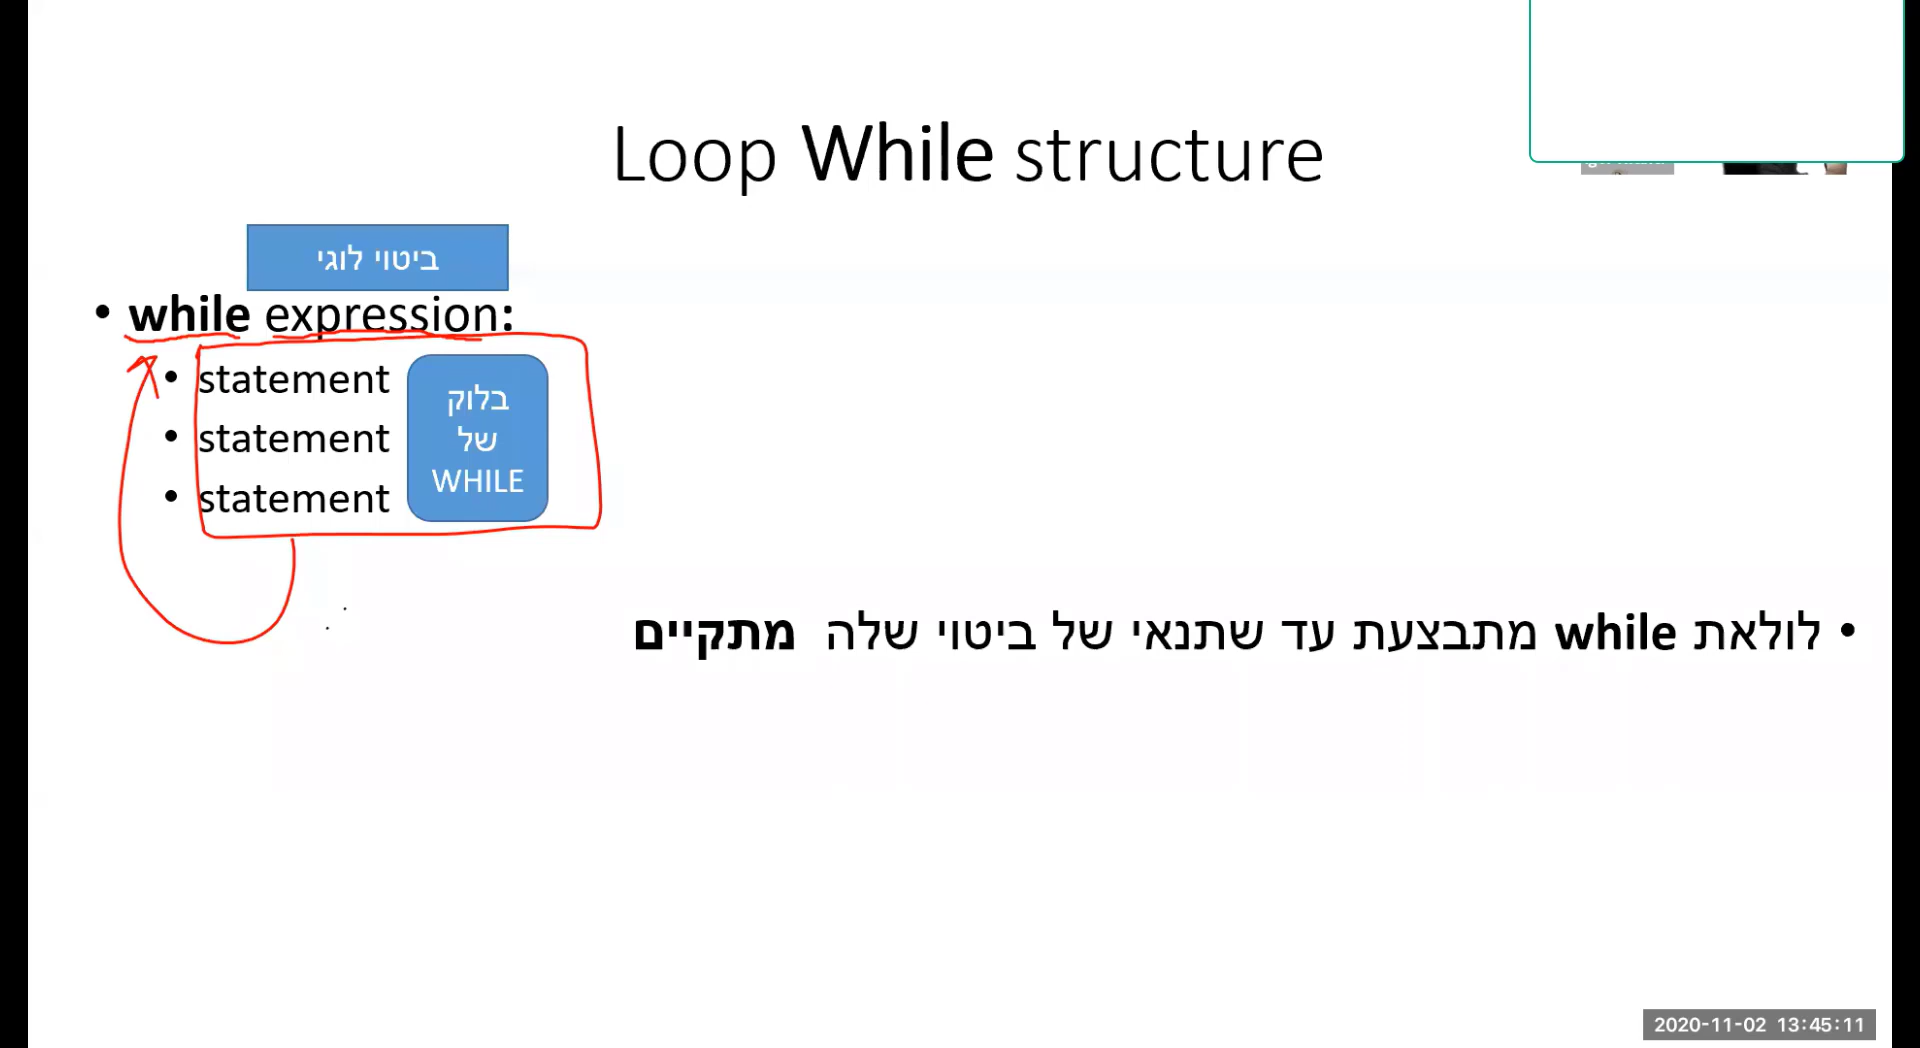 Loop While structure
ביטוי לוגי
• while expression:
• statement
• statement
• statement
בלוק
של
WHILE
• לולאת while מתבצעת עד שתנאי של ביטוי שלה מתקיים
2020-11-02 13:45:11